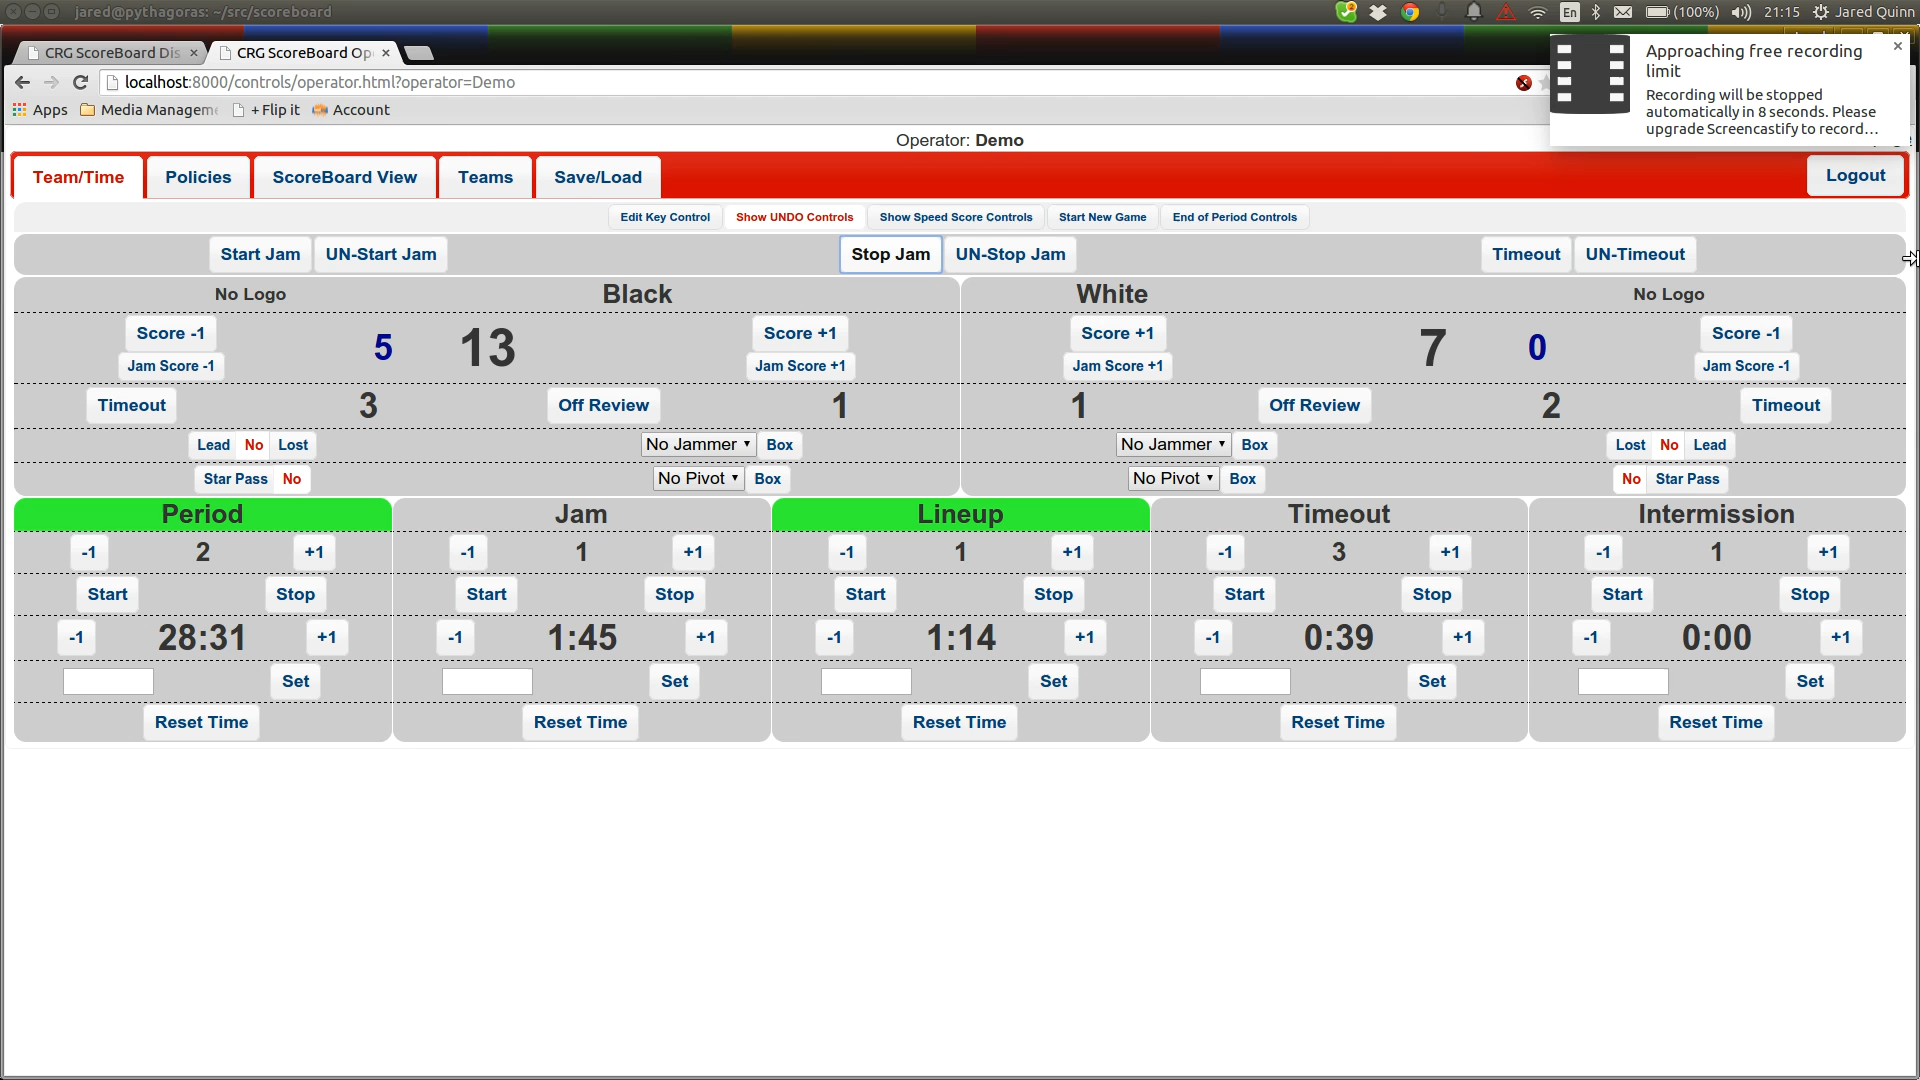 jared@pythagoras: ~/src/scoreboard
En (100%) 21:15 Jared Quinn
CRG ScoreBoard Dis × CRG ScoreBoard Op ×
localhost:8000/controls/operator.html?operator=Demo
Apps Media Managem + Flip it Account
Approaching free recording
limit
Recording will be stopped
automatically in 8 seconds. Please
upgrade Screencastify to record...
Operator: Demo
Team/Time Policies ScoreBoard View Teams Save/Load Logout
Edit Key Control Show UNDO Controls Show Speed Score Controls Start New Game End of Period Controls
Start Jam UN-Start Jam Stop Jam UN-Stop Jam Timeout UN-Timeout
No Logo Black White No Logo
Score -1 5 13 Score +1 Score +1 7 0 Score -1
Jam Score -1 Jam Score +1 Jam Score +1 Jam Score -1
Timeout 3 Off Review 1 1 Off Review 2 Timeout
Lead No Lost No Jammer Box No Jammer Box Lost No Lead
Star Pass No No Pivot Box No Pivot Box No Star Pass
Period Jam Lineup Timeout Intermission
-1 2 +1 -1 1 +1 -1 1 +1 -1 3 +1 -1 1 +1
Start Stop Start Stop Start Stop Start Stop Start Stop
-1 28:31 +1 -1 1:45 +1 -1 1:14 +1 -1 0:39 +1 -1 0:00 +1
Set Set Set Set Set
Reset Time Reset Time Reset Time Reset Time Reset Time